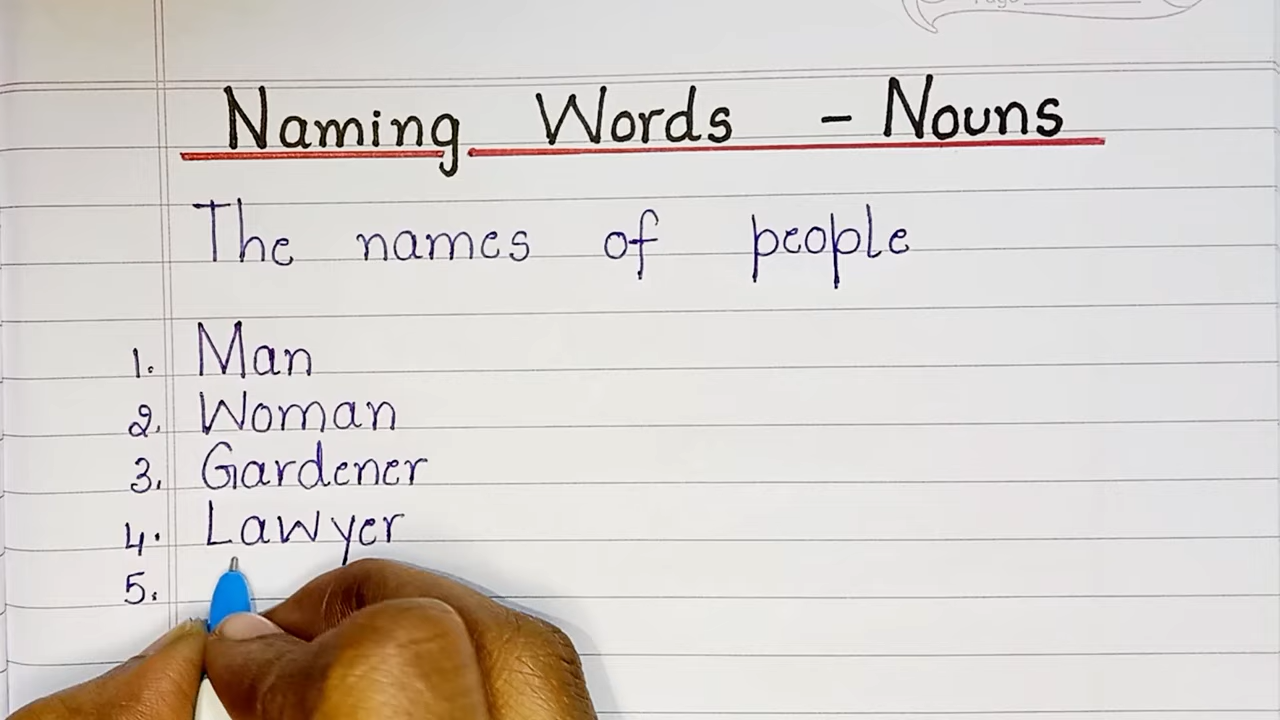 Naming Words - Nouns
The names of people
1. Man
2. Woman
3. Gardener
4. Lawyer
5.